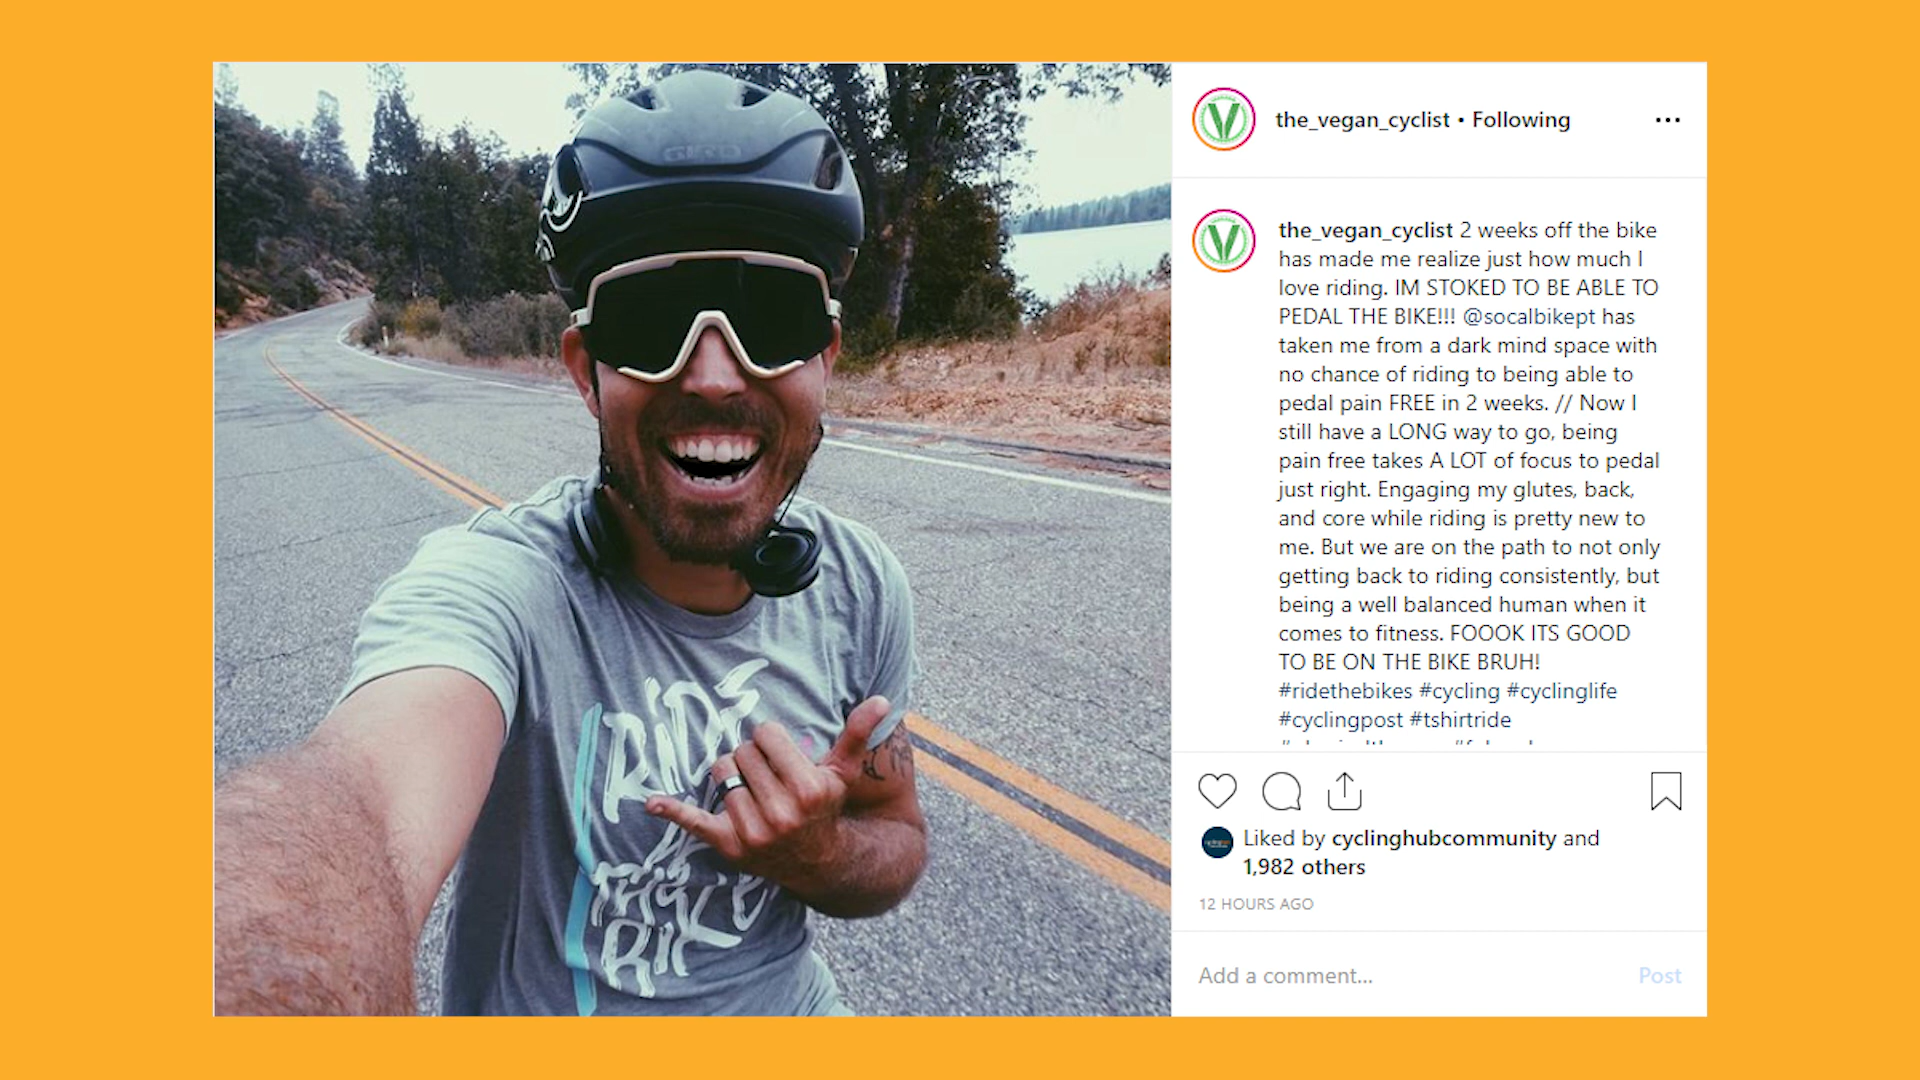 GIRO
RIDE
THE
the_vegan_cyclist • Following
the_vegan_cyclist 2 weeks off the bike
has made me realize just how much I
love riding. IM STOKED TO BE ABLE TO
PEDAL THE BIKE!!! @socalbikept has
taken me from a dark mind space with
no chance of riding to being able to
pedal pain FREE in 2 weeks. // Now I
still have a LONG way to go, being
pain free takes A LOT of focus to pedal
just right. Engaging my glutes, back,
and core while riding is pretty new to
me. But we are on the path to not only
getting back to riding consistently, but
being a well balanced human when it
comes to fitness. FOOOK ITS GOOD
TO BE ON THE BIKE BRUH!
#ridethebikes #cycling #cyclinglife
#cyclingpost #tshirtride
Liked by cyclinghubcommunity and
1,982 others
12 HOURS AGO
Add a comment...
Post